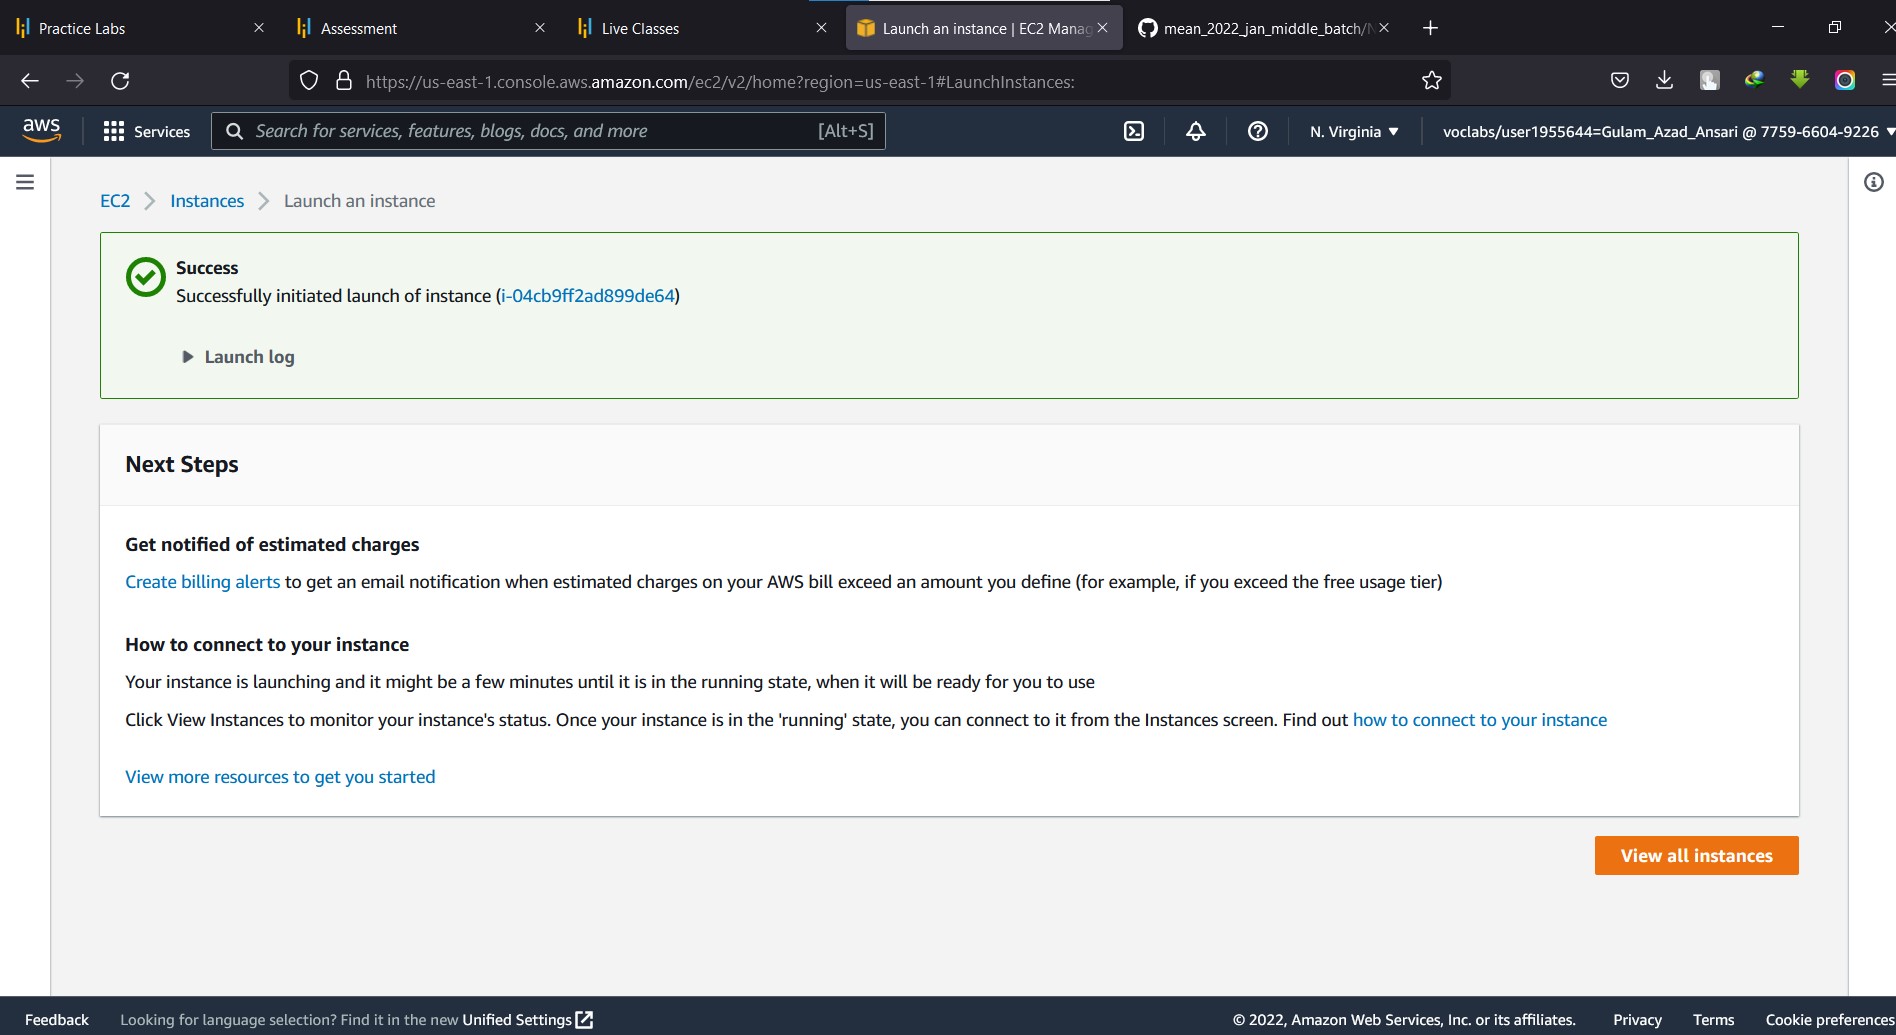 Practice Labs
Assessment
Live Classes
Launch an instance | EC2 Manag
mean_2022_jan_middle_batch/
https://us-east-1.console.aws.amazon.com/ec2/v2/home?region=us-east-1#LaunchInstances:
aws
Services
Search for services, features, blogs, docs, and more
[Alt+S]
N. Virginia
voclabs/user1955644=Gulam_Azad_Ansari @ 7759-6604-9226
EC2
Instances
Launch an instance
Success
Successfully initiated launch of instance (i-04cb9ff2ad899de64)
Launch log
Next Steps
Get notified of estimated charges
Create billing alerts to get an email notification when estimated charges on your AWS bill exceed an amount you define (for example, if you exceed the free usage tier)
How to connect to your instance
Your instance is launching and it might be a few minutes until it is in the running state, when it will be ready for you to use
Click View Instances to monitor your instance's status. Once your instance is in the 'running' state, you can connect to it from the Instances screen. Find out how to connect to your instance
View more resources to get you started
View all instances
Feedback
Looking for language selection? Find it in the new Unified Settings
© 2022, Amazon Web Services, Inc. or its affiliates.
Privacy
Terms
Cookie preferences